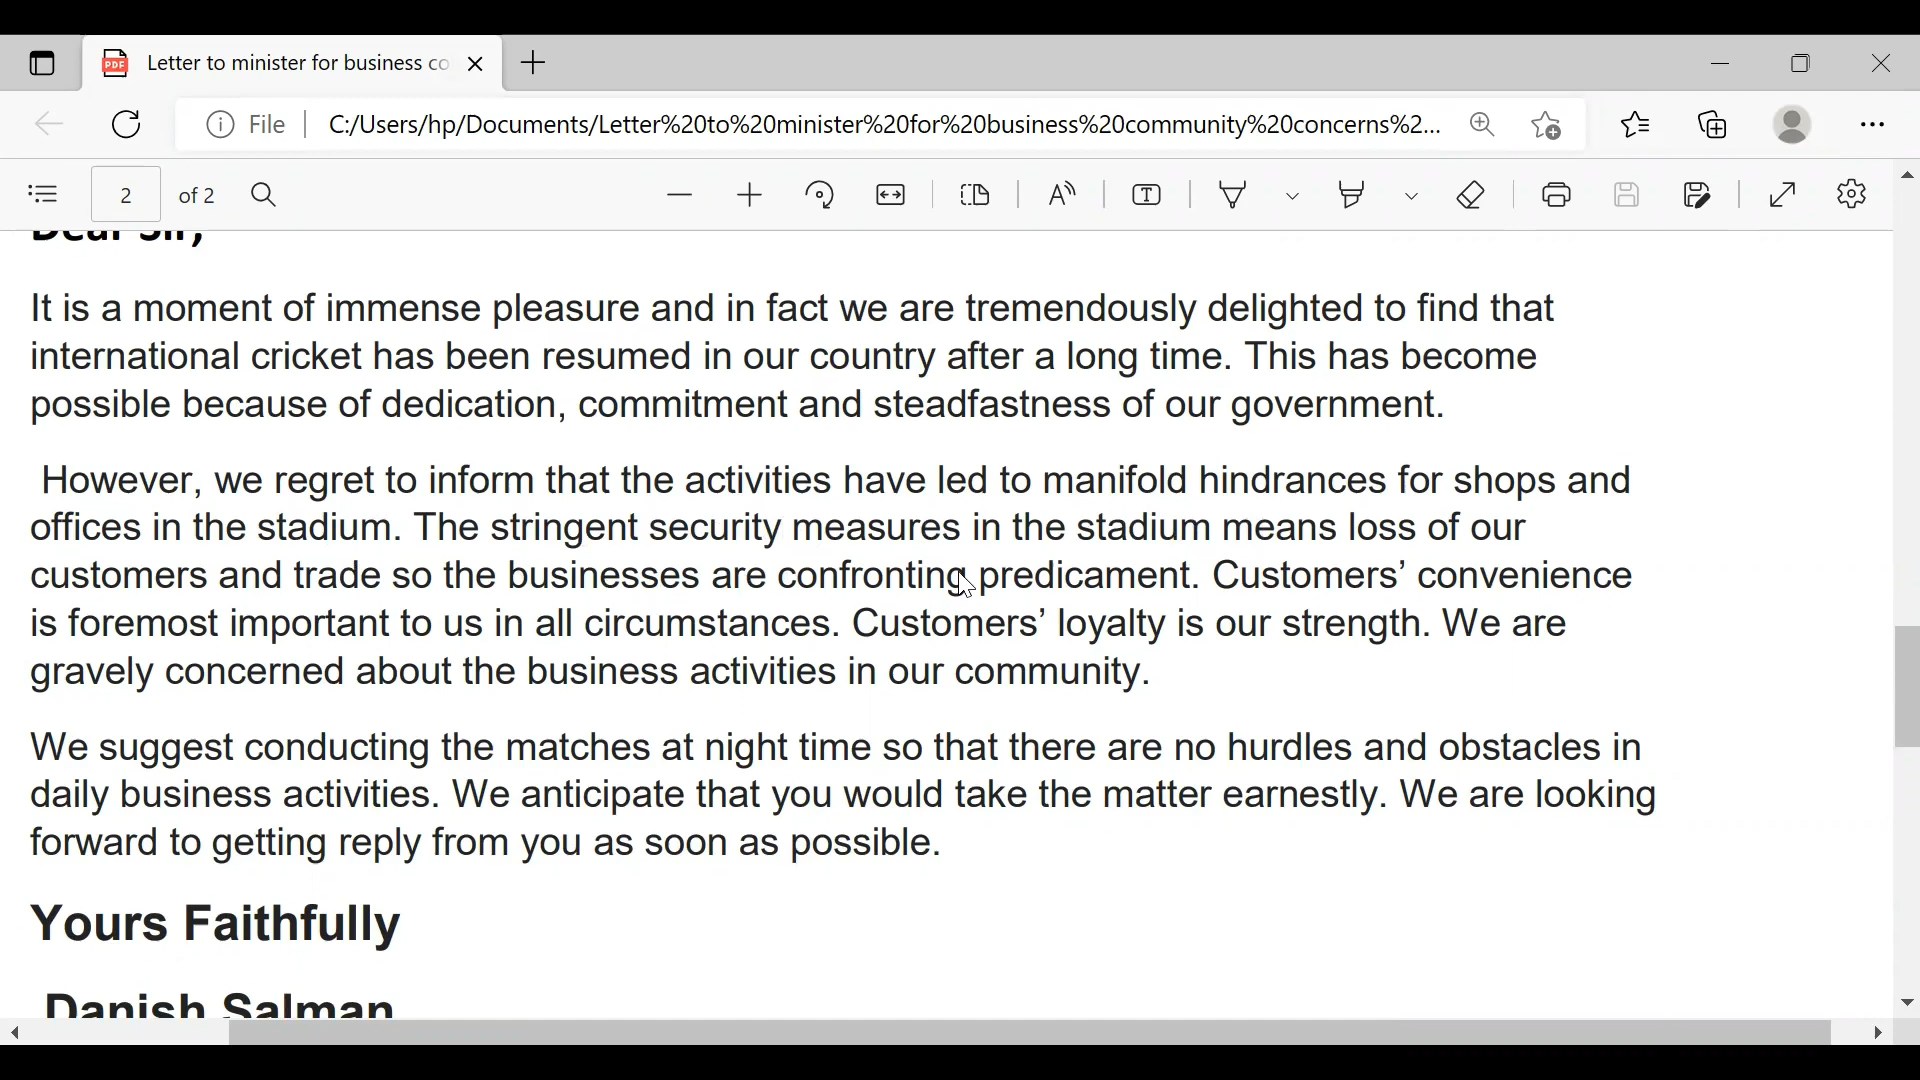 Letter to minister for business co
File
C:/Users/hp/Documents/Letter%20to%20minister%20for%20business%20community%20concerns%2...
2 of 2
Dear Sir,
It is a moment of immense pleasure and in fact we are tremendously delighted to find that
international cricket has been resumed in our country after a long time. This has become
possible because of dedication, commitment and steadfastness of our government.
However, we regret to inform that the activities have led to manifold hindrances for shops and
offices in the stadium. The stringent security measures in the stadium means loss of our
customers and trade so the businesses are confronting predicament. Customers’ convenience
is foremost important to us in all circumstances. Customers’ loyalty is our strength. We are
gravely concerned about the business activities in our community.
We suggest conducting the matches at night time so that there are no hurdles and obstacles in
daily business activities. We anticipate that you would take the matter earnestly. We are looking
forward to getting reply from you as soon as possible.
Yours Faithfully
Danish Salman